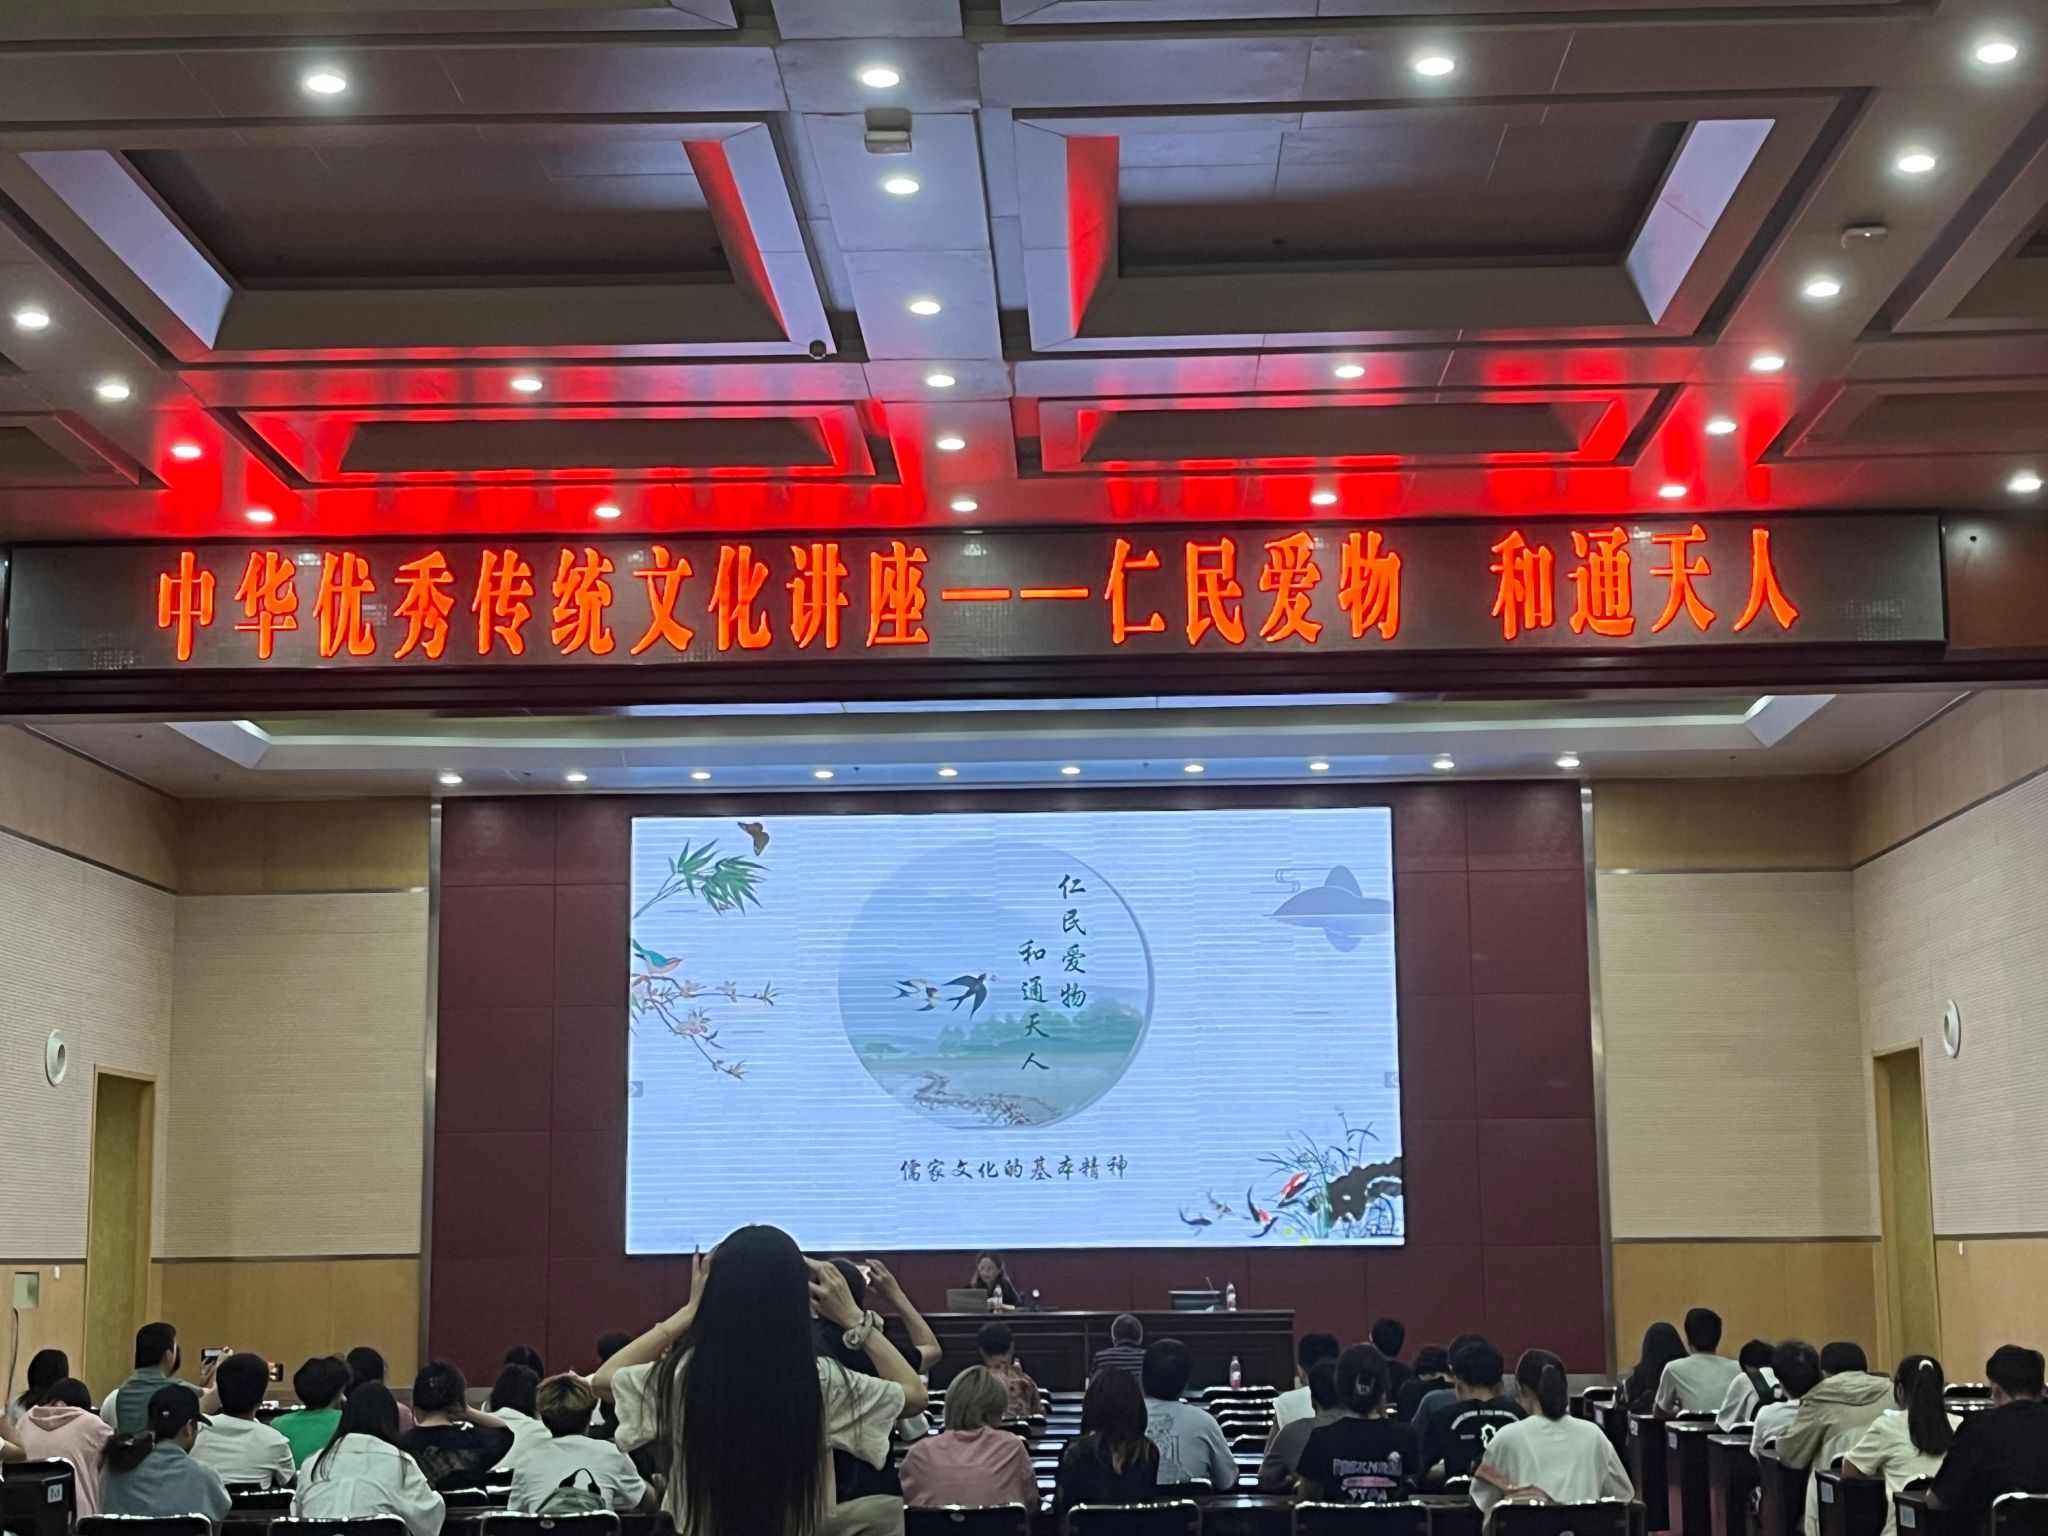 中华优秀传统文化讲座——仁民爱物 和通天人
仁民爱物
和通天人
儒家文化的基本精神